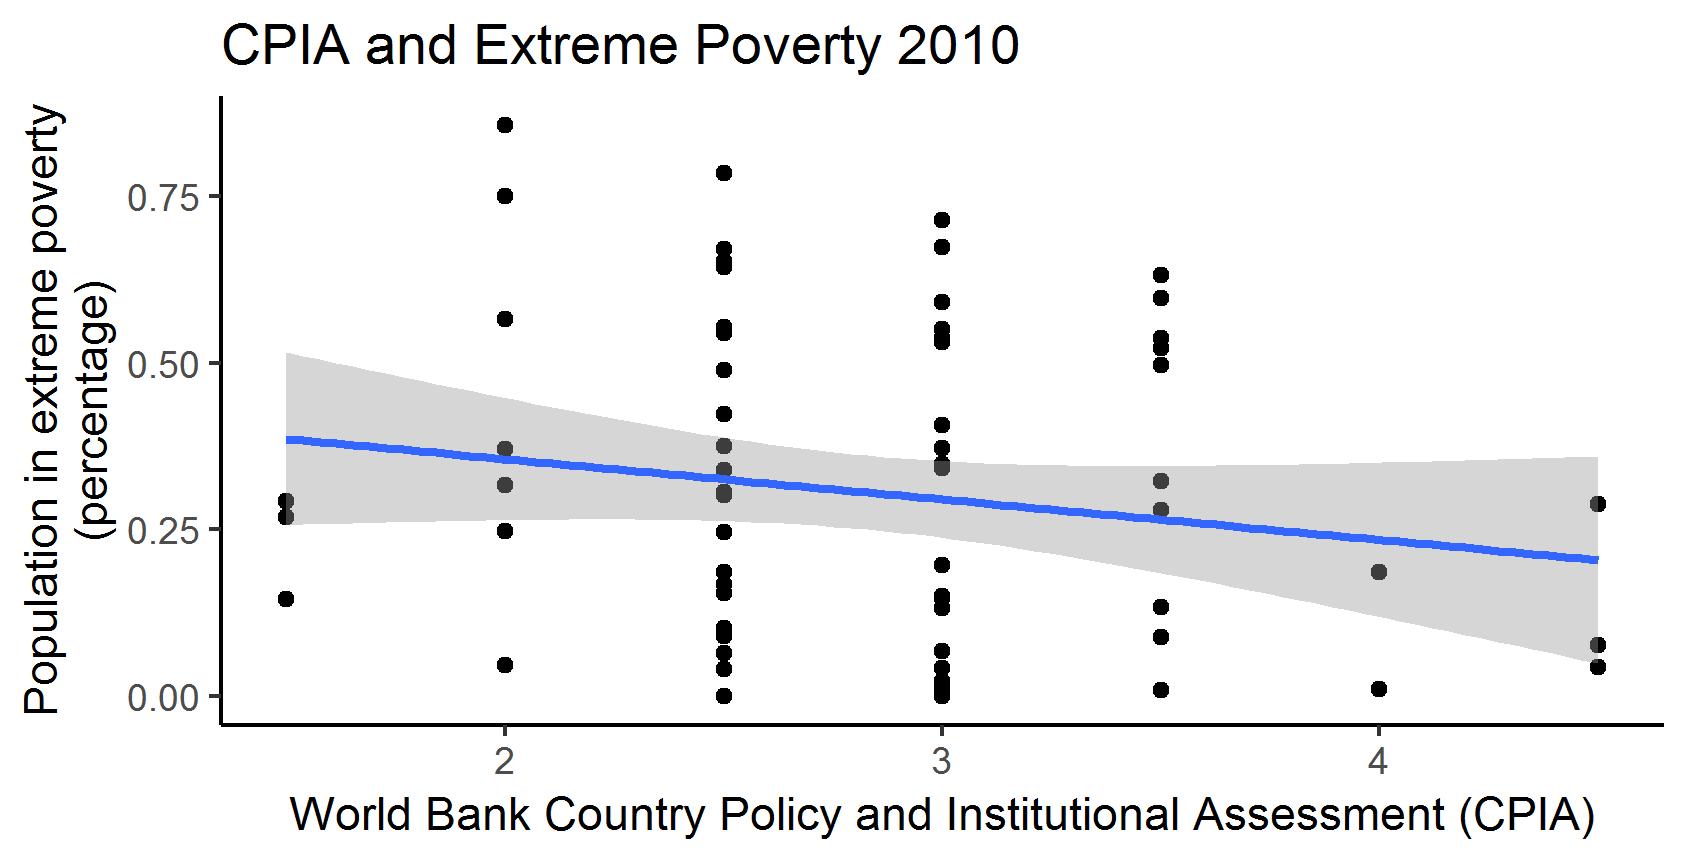 CPIA and Extreme Poverty 2010
Population in extreme poverty
(percentage)
0.75
0.50
0.25
0.00
2
3
4
World Bank Country Policy and Institutional Assessment (CPIA)